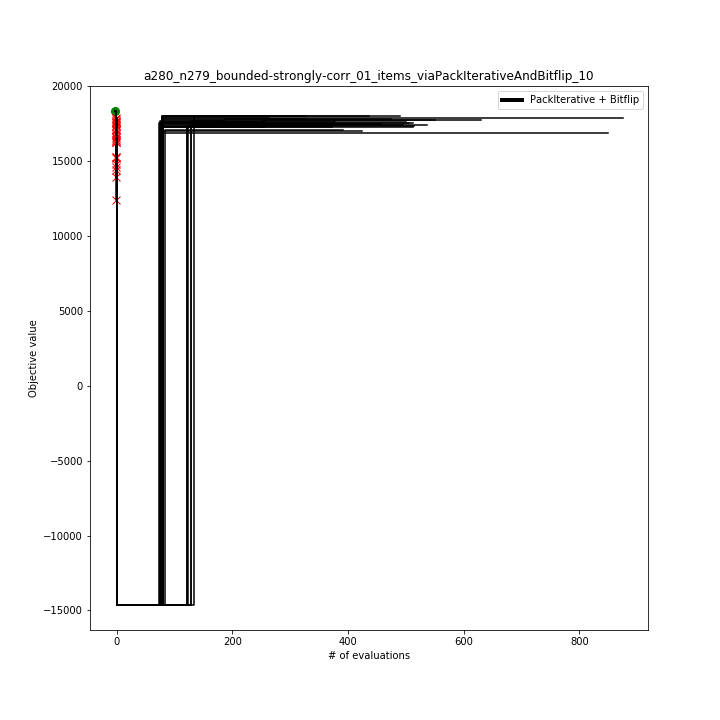 a280_n279_bounded-strongly-corr_01_items_viaPackIterativeAndBitflip_10
PackIterative + Bitflip
20000
15000
10000
5000
0
−5000
−10000
−15000
Objective value
0 200 400 600 800
# of evaluations